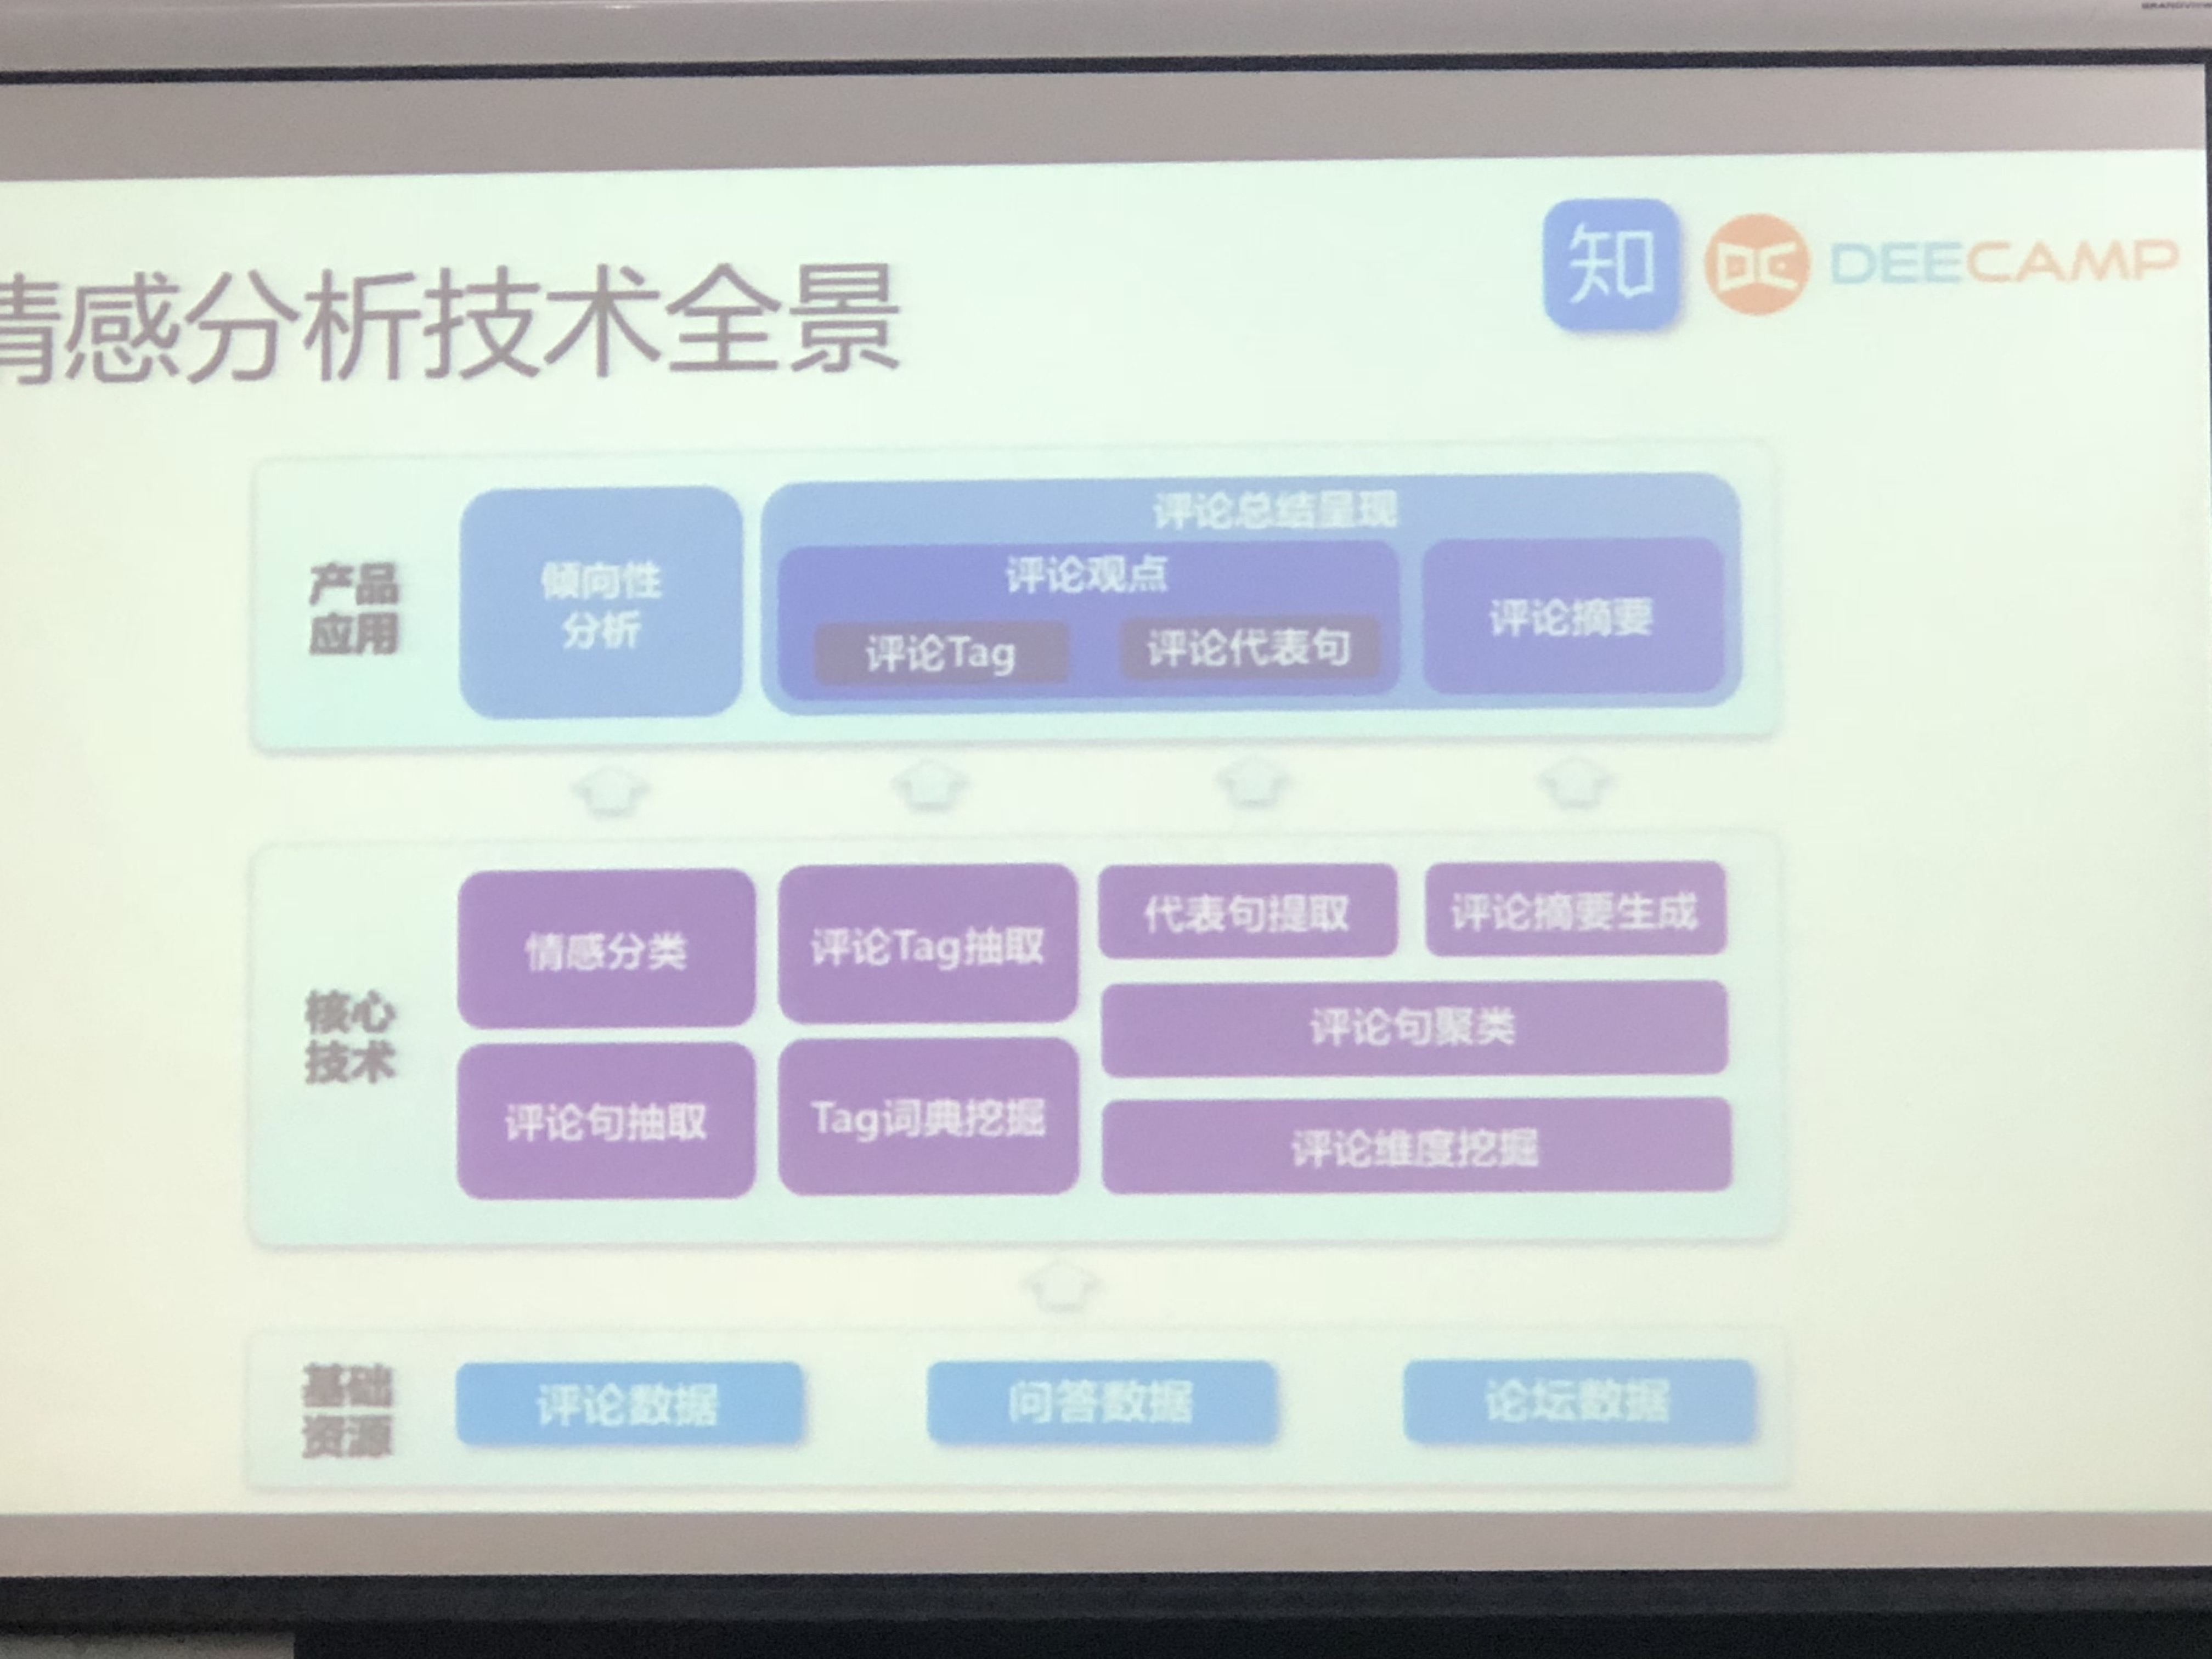 情感分析技术全景
知
DEECAMP
产品
应用
倾向性
分析
评论总结呈现
评论观点
评论Tag
评论代表句
评论摘要
核心
技术
情感分类
评论Tag抽取
代表句提取
评论摘要生成
评论句聚类
评论句抽取
Tag词典挖掘
评论维度挖掘
基础
资源
评论数据
问答数据
论坛数据